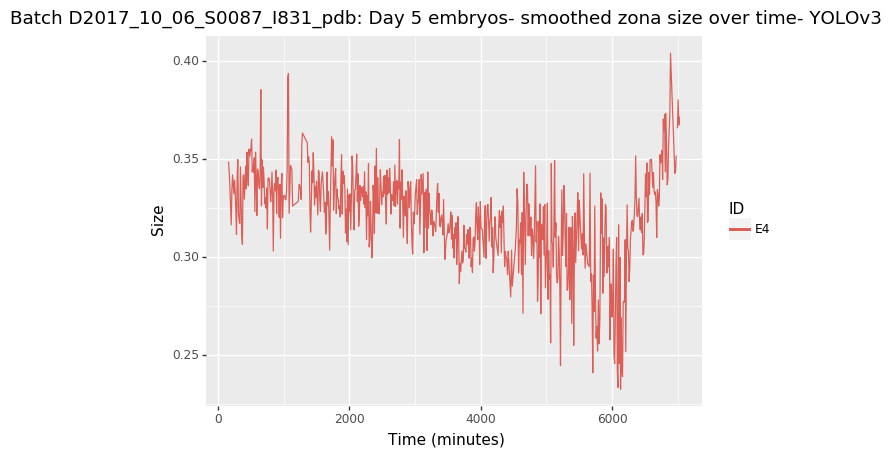 Batch D2017_10_06_S0087_I831_pdb: Day 5 embryos- smoothed zona size over time- YOLOv3
0.40
0.35
0.30
0.25
Size
0
2000
4000
6000
Time (minutes)
ID
E4